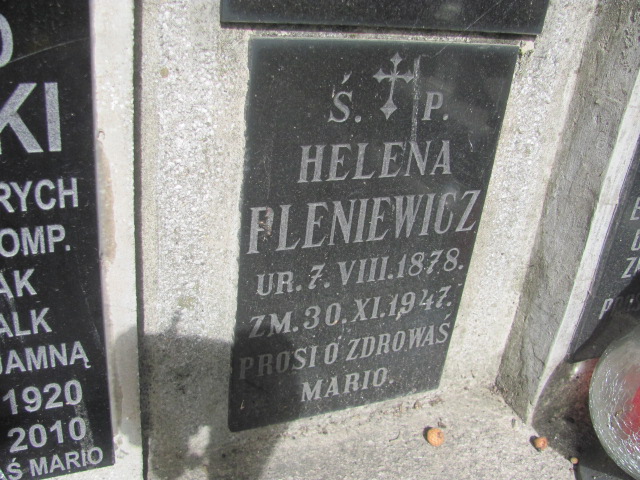 KI
RYCH
OMP.
AK
ALK
JAMNĄ
1920
2010
AŚ MARIO
Ś. P.
HELENA
PLENIEWICZ
UR. 7. VIII. 1878.
ZM. 30. XI. 1947.
PROSI O ZDROWAŚ
MARIO.